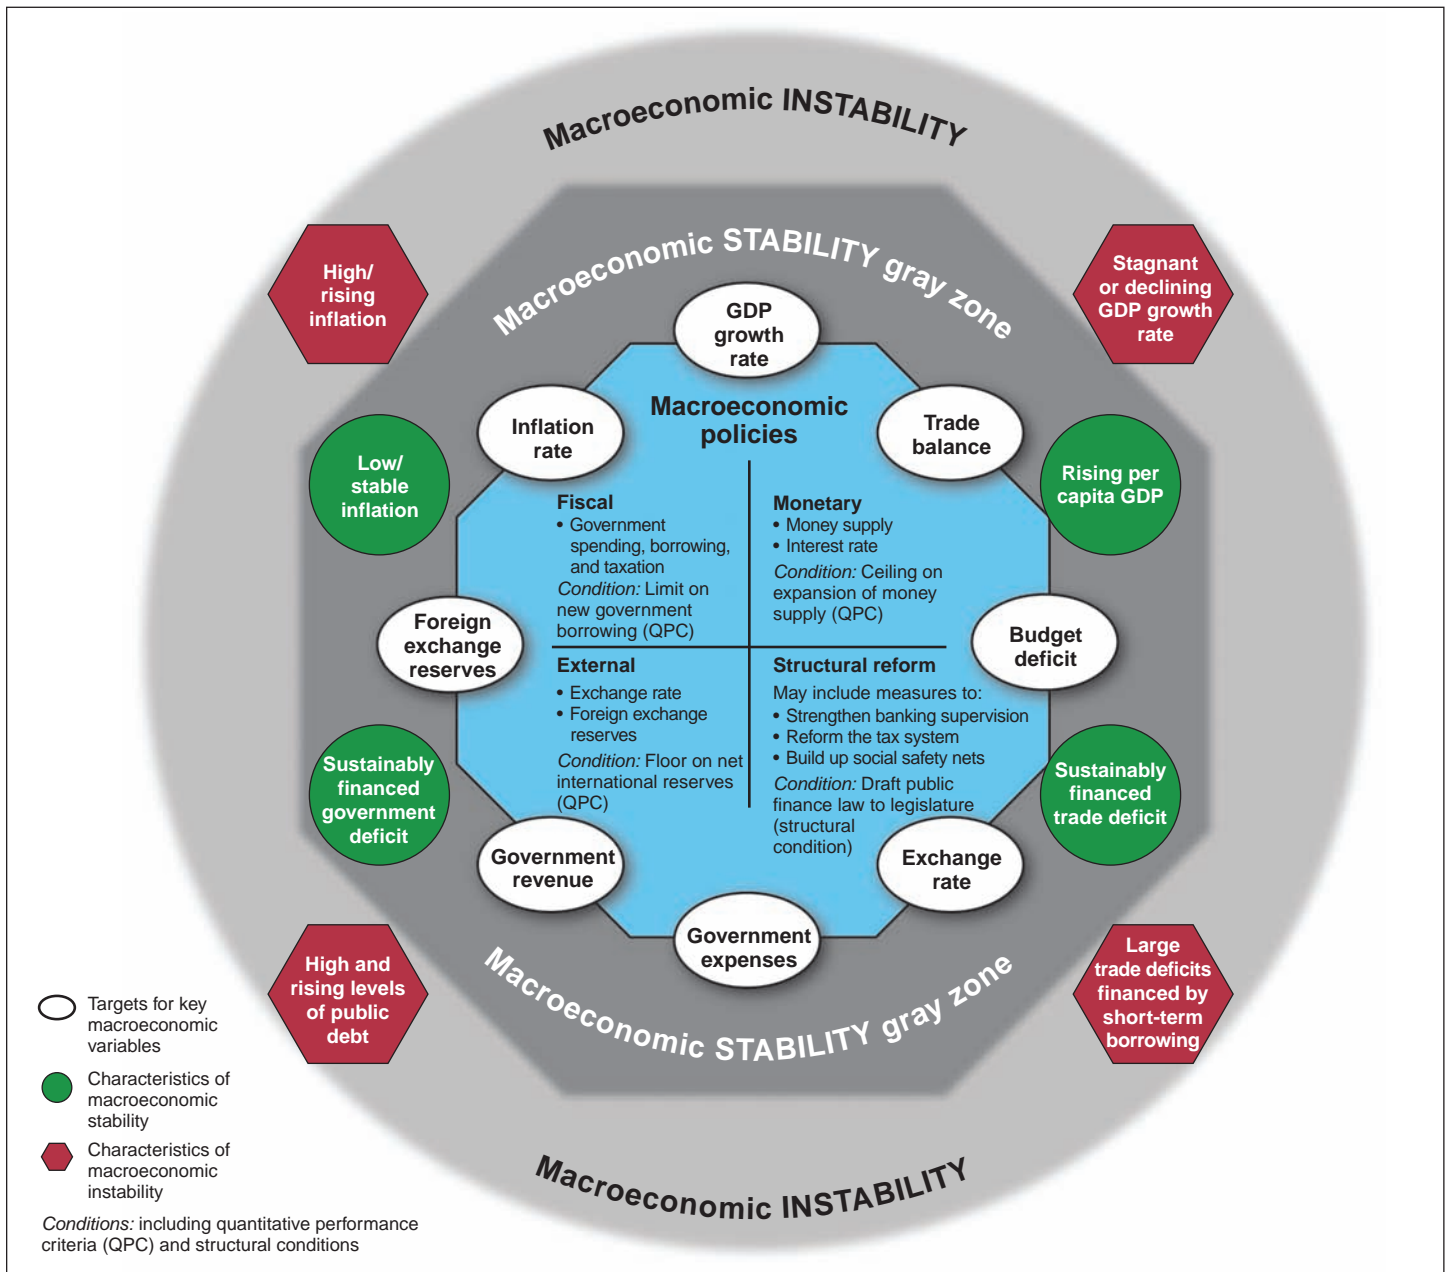 Macroeconomic INSTABILITY
Macroeconomic STABILITY gray zone
High/
rising
inflation
Stagnant
or declining
GDP growth
rate
GDP
growth
rate
Inflation
rate
Trade
balance
Macroeconomic
policies
Low/
stable
inflation
Rising per
capita GDP
Fiscal
• Government
spending, borrowing,
and taxation
Condition: Limit on
new government
borrowing (QPC)
Monetary
• Money supply
• Interest rate
Condition: Ceiling on
expansion of money
supply (QPC)
Foreign
exchange
reserves
Budget
deficit
External
• Exchange rate
• Foreign exchange
reserves
Condition: Floor on net
international reserves
(QPC)
Structural reform
May include measures to:
• Strengthen banking supervision
• Reform the tax system
• Build up social safety nets
Condition: Draft public
finance law to legislature
(structural
condition)
Sustainably
financed
government
deficit
Sustainably
financed
trade deficit
Government
revenue
Exchange
rate
Government
expenses
High and
rising levels
of public
debt
Large
trade deficits
financed by
short-term
borrowing
Macroeconomic STABILITY gray zone
Macroeconomic INSTABILITY
Targets for key
macroeconomic
variables
Characteristics of
macroeconomic
stability
Characteristics of
macroeconomic
instability
Conditions: including quantitative performance
criteria (QPC) and structural conditions